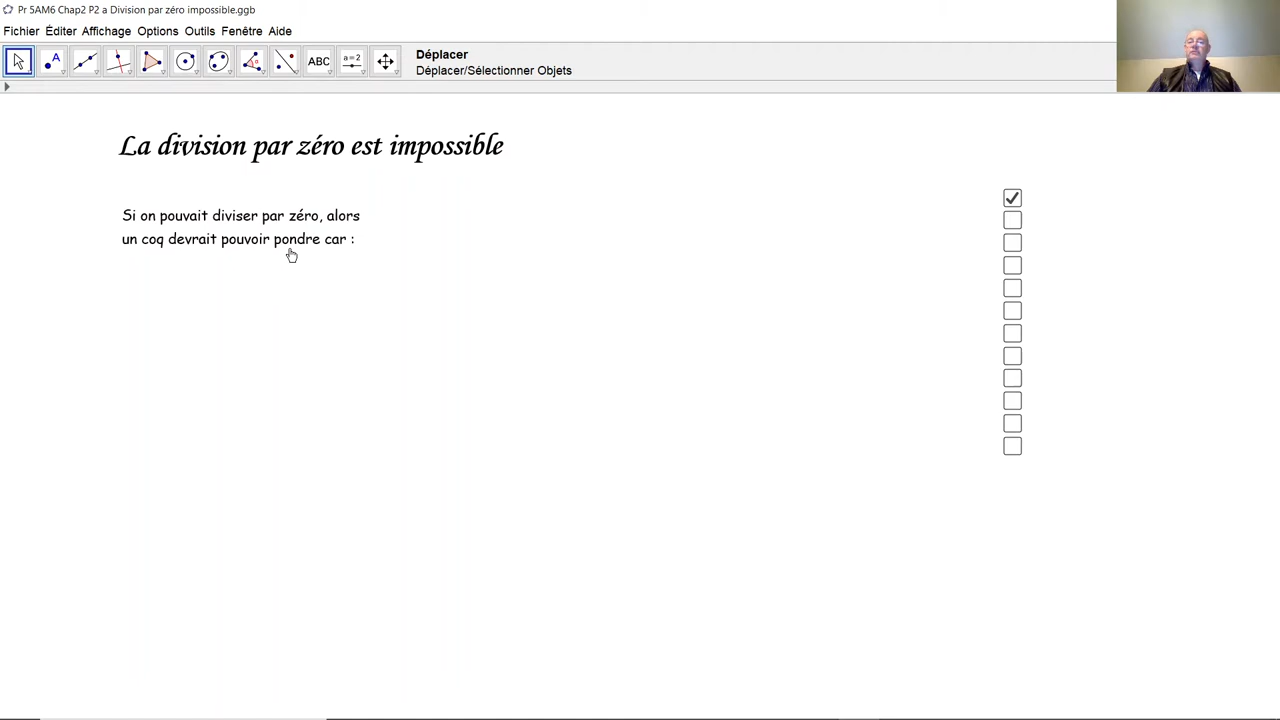 Pr 5AM6 Chap2 P2 a Division par zéro impossible.ggb
Fichier Éditer Affichage Options Outils Fenêtre Aide
A
ABC
a=2
Déplacer
Déplacer/Sélectionner Objets
La division par zéro est impossible
Si on pouvait diviser par zéro, alors
un coq devrait pouvoir pondre car :